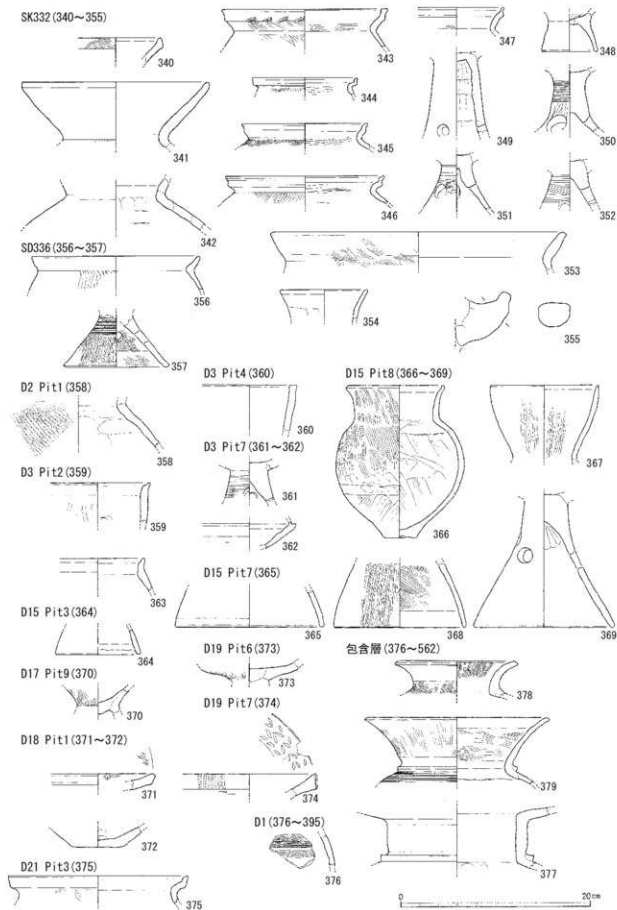 SK332(340～355)
340
343
347
348
341
344
345
349
350
342
346
351
352
SD336(356～357)
356
353
357
354
355
D2 Pit1(358)
358
D3 Pit4(360)
360
D15 Pit8(366～369)
366
367
D3 Pit2(359)
359
D3 Pit7(361～362)
361
362
363
D15 Pit3(364)
364
D15 Pit7(365)
365
368
369
D17 Pit9(370)
370
D19 Pit6(373)
373
包含層(376～562)
378
D18 Pit1(371～372)
371
D19 Pit7(374)
374
379
372
D1(376～395)
376
377
D21 Pit3(375)
375
0 20cm